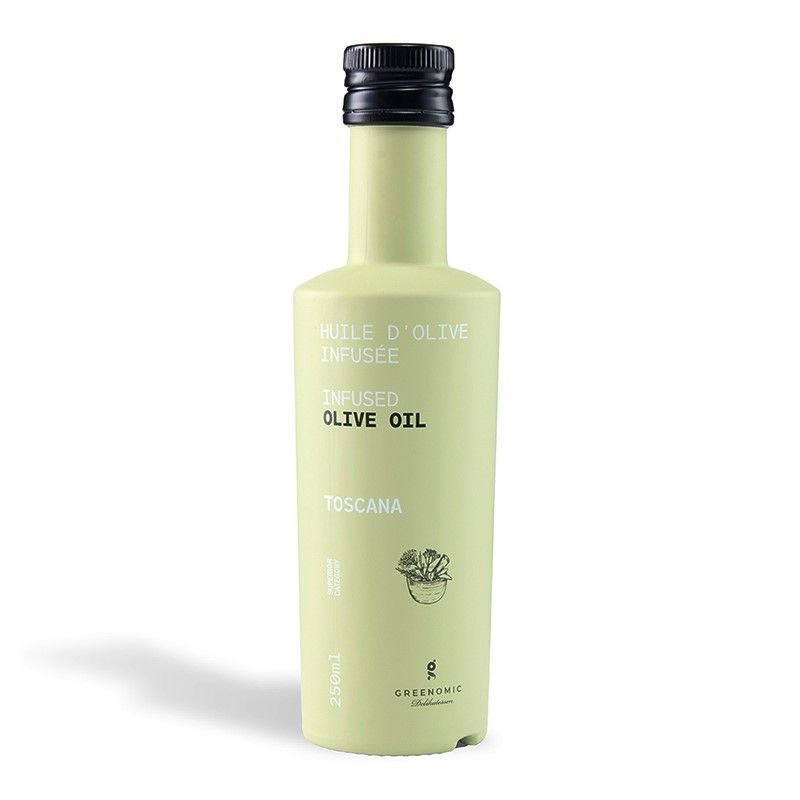 HUILE D'OLIVE
INFUSÉE
INFUSED
OLIVE OIL
TOSCANA
SUPERIOR
CATEGORY
250ml
g
GREENOMIC
Delikatessen.